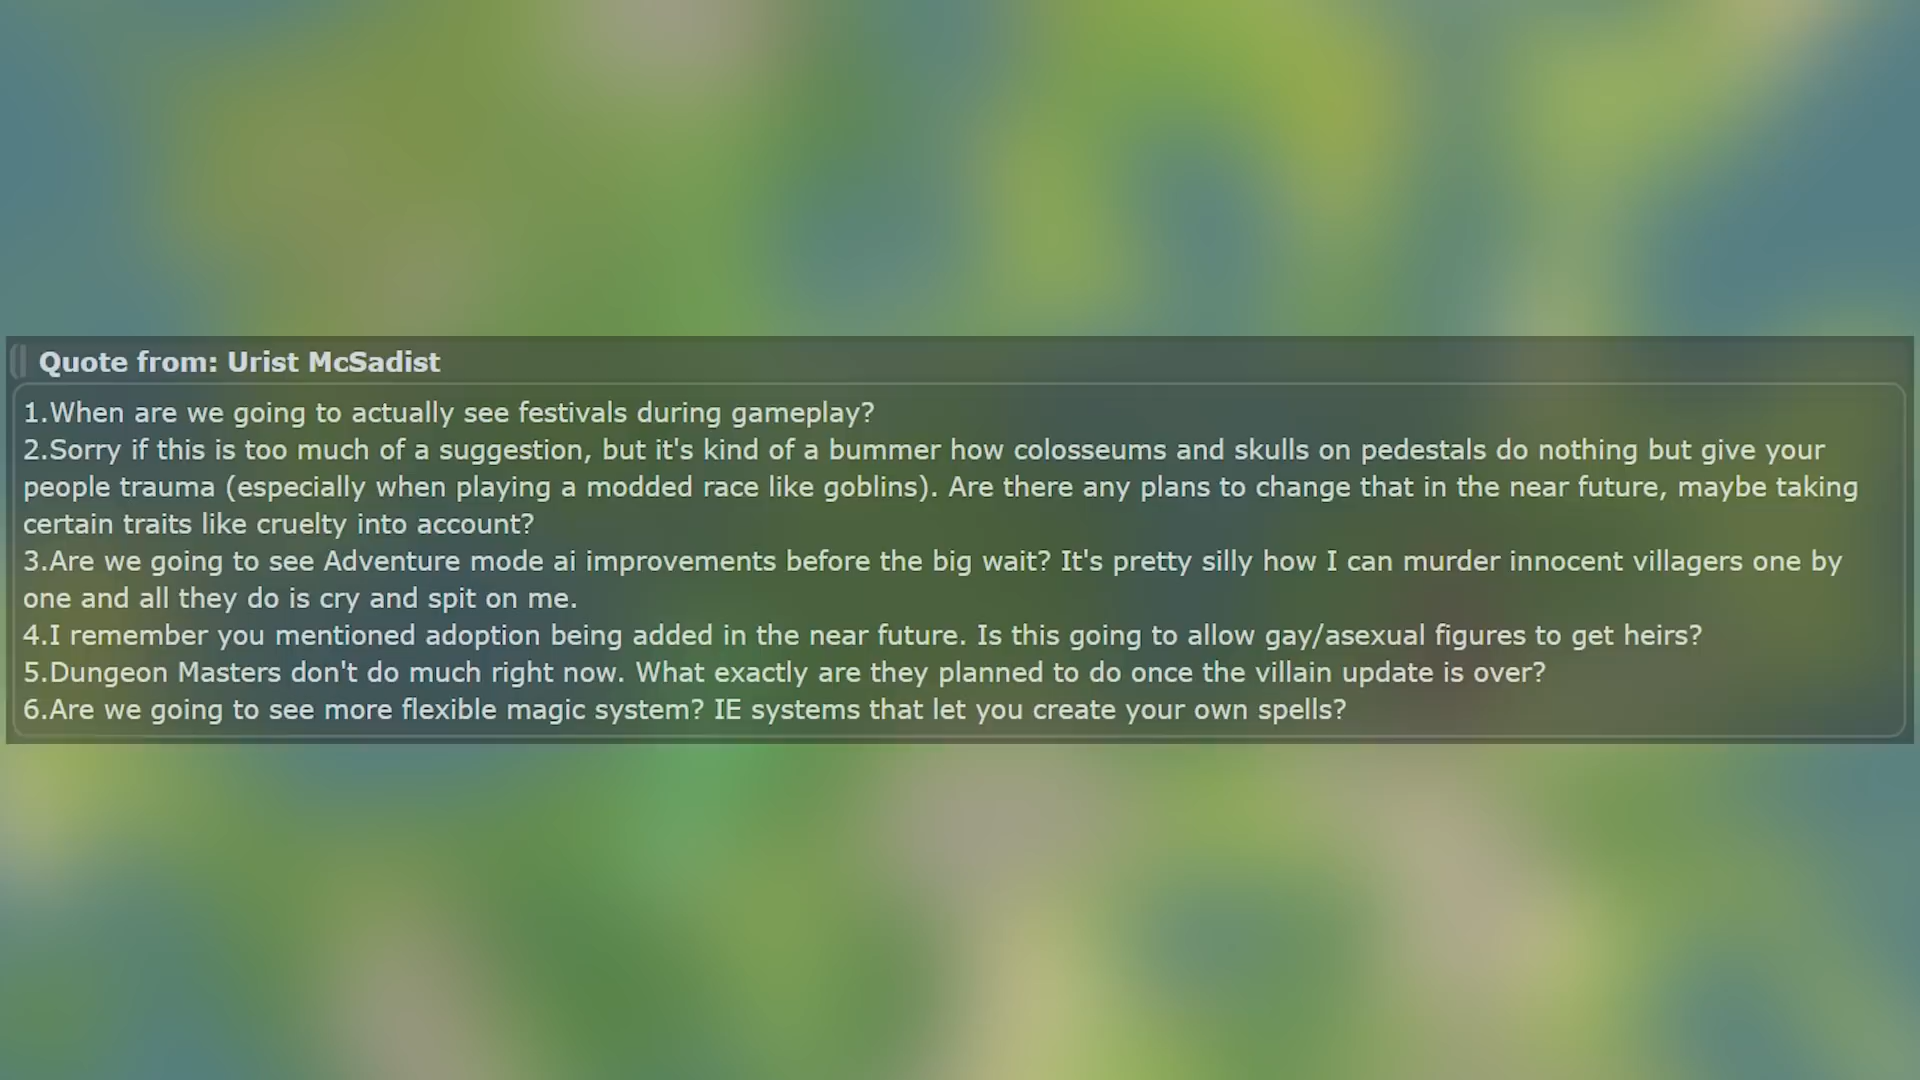 Quote from: Urist McSadist
1.When are we going to actually see festivals during gameplay?
2.Sorry if this is too much of a suggestion, but it's kind of a bummer how colosseums and skulls on pedestals do nothing but give your
people trauma (especially when playing a modded race like goblins). Are there any plans to change that in the near future, maybe taking
certain traits like cruelty into account?
3.Are we going to see Adventure mode ai improvements before the big wait? It's pretty silly how I can murder innocent villagers one by
one and all they do is cry and spit on me.
4.I remember you mentioned adoption being added in the near future. Is this going to allow gay/asexual figures to get heirs?
5.Dungeon Masters don't do much right now. What exactly are they planned to do once the villain update is over?
6.Are we going to see more flexible magic system? IE systems that let you create your own spells?